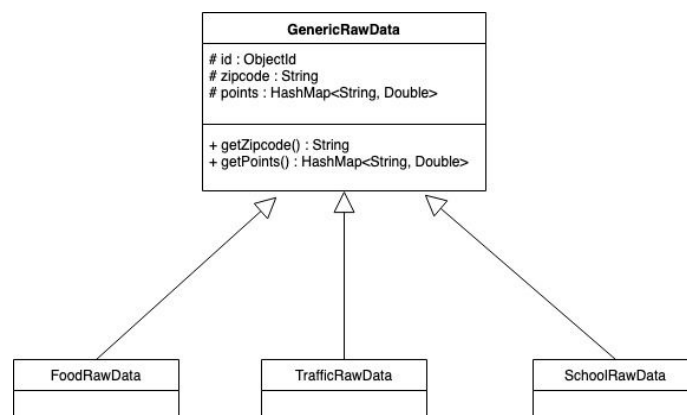 GenericRawData
# id : ObjectId
# zipcode : String
# points : HashMap<String, Double>
+ getZipcode() : String
+ getPoints() : HashMap<String, Double>
FoodRawData
TrafficRawData
SchoolRawData